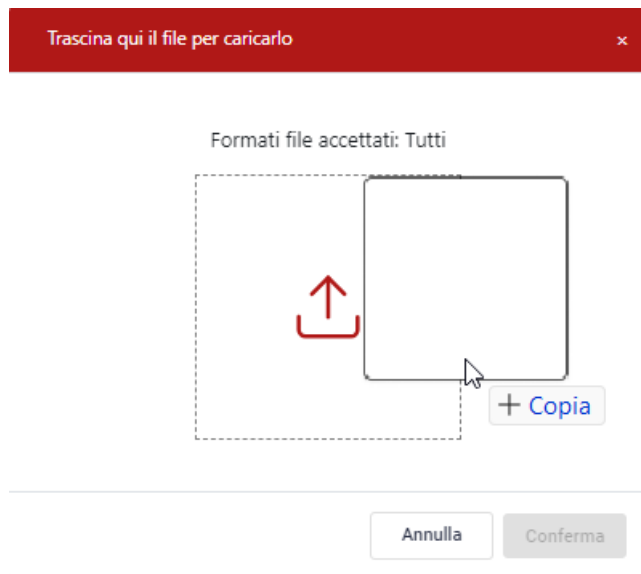 Trascina qui il file per caricarlo
Formati file accettati: Tutti
+ Copia
Annulla
Conferma